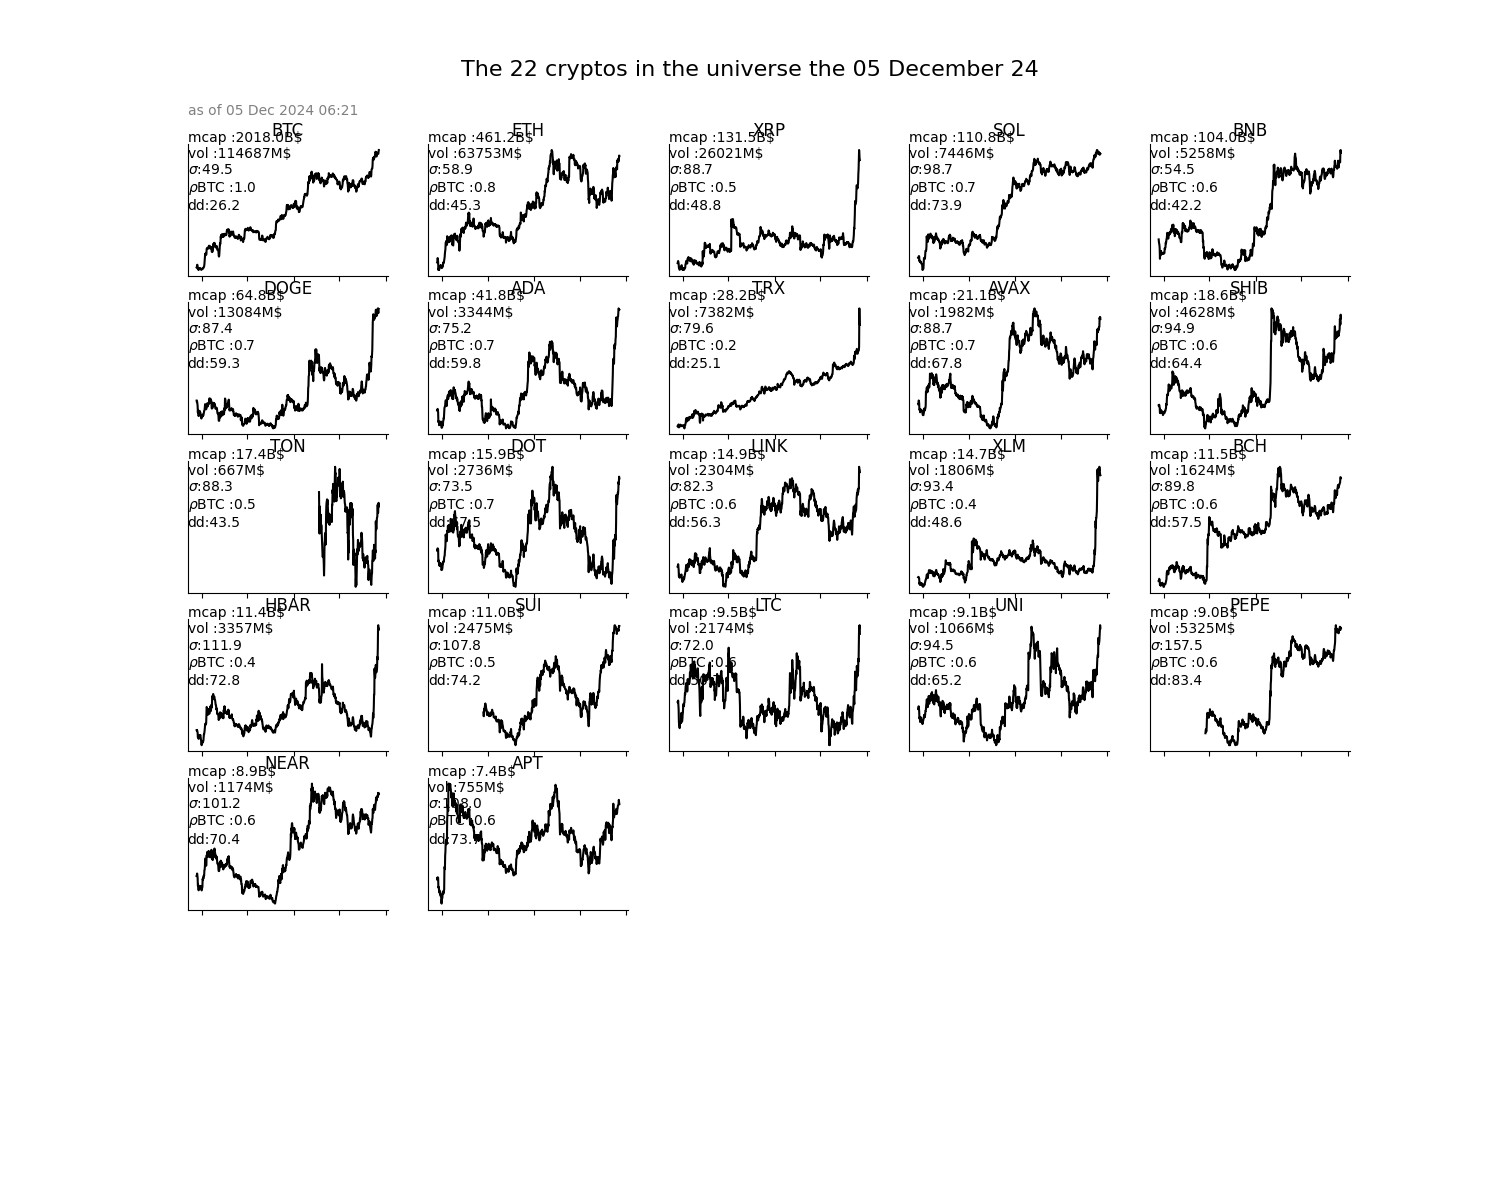 The 22 cryptos in the universe the 05 December 24
as of 05 Dec 2024 06:21
BTC
mcap :2018.0B$
vol :114687M$
σ:49.5
ρBTC :1.0
dd:26.2
ETH
mcap :461.2B$
vol :63753M$
σ:58.9
ρBTC :0.8
dd:45.3
XRP
mcap :131.5B$
vol :26021M$
σ:88.7
ρBTC :0.5
dd:48.8
SOL
mcap :110.8B$
vol :7446M$
σ:98.7
ρBTC :0.7
dd:73.9
BNB
mcap :104.0B$
vol :5258M$
σ:54.5
ρBTC :0.6
dd:42.2
DOGE
mcap :64.8B$
vol :13084M$
σ:87.4
ρBTC :0.7
dd:59.3
ADA
mcap :41.8B$
vol :3344M$
σ:75.2
ρBTC :0.7
dd:59.8
TRX
mcap :28.2B$
vol :7382M$
σ:79.6
ρBTC :0.2
dd:25.1
AVAX
mcap :21.1B$
vol :1982M$
σ:88.7
ρBTC :0.7
dd:67.8
SHIB
mcap :18.6B$
vol :4628M$
σ:94.9
ρBTC :0.6
dd:64.4
TON
mcap :17.4B$
vol :667M$
σ:88.3
ρBTC :0.5
dd:43.5
DOT
mcap :15.9B$
vol :2736M$
σ:73.5
ρBTC :0.7
LINK
mcap :14.9B$
vol :2304M$
σ:82.3
ρBTC :0.6
dd:56.3
XLM
mcap :14.7B$
vol :1806M$
σ:93.4
ρBTC :0.4
dd:48.6
BCH
mcap :11.5B$
vol :1624M$
σ:89.8
ρBTC :0.6
dd:57.5
HBAR
mcap :11.4B$
vol :3357M$
σ:111.9
ρBTC :0.4
dd:72.8
SUI
mcap :11.0B$
vol :2475M$
σ:107.8
ρBTC :0.5
dd:74.2
LTC
mcap :9.5B$
vol :2174M$
σ:72.0
ρBTC :0.6
UNI
mcap :9.1B$
vol :1066M$
σ:94.5
ρBTC :0.6
dd:65.2
PEPE
mcap :9.0B$
vol :5325M$
σ:157.5
ρBTC :0.6
dd:83.4
NEAR
mcap :8.9B$
vol :1174M$
σ:101.2
ρBTC :0.6
dd:70.4
APT
mcap :7.4B$
vol :755M$
σ:108.0
ρBTC :0.6